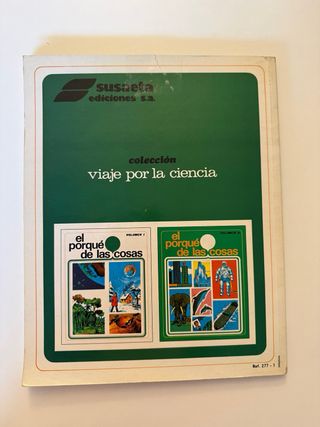 susaeta
ediciones s.a.
colección
viaje por la ciencia
el
porqué
de las cosas
VOLUMEN 1
el
porqué
de las cosas
Ref. 277 - 1